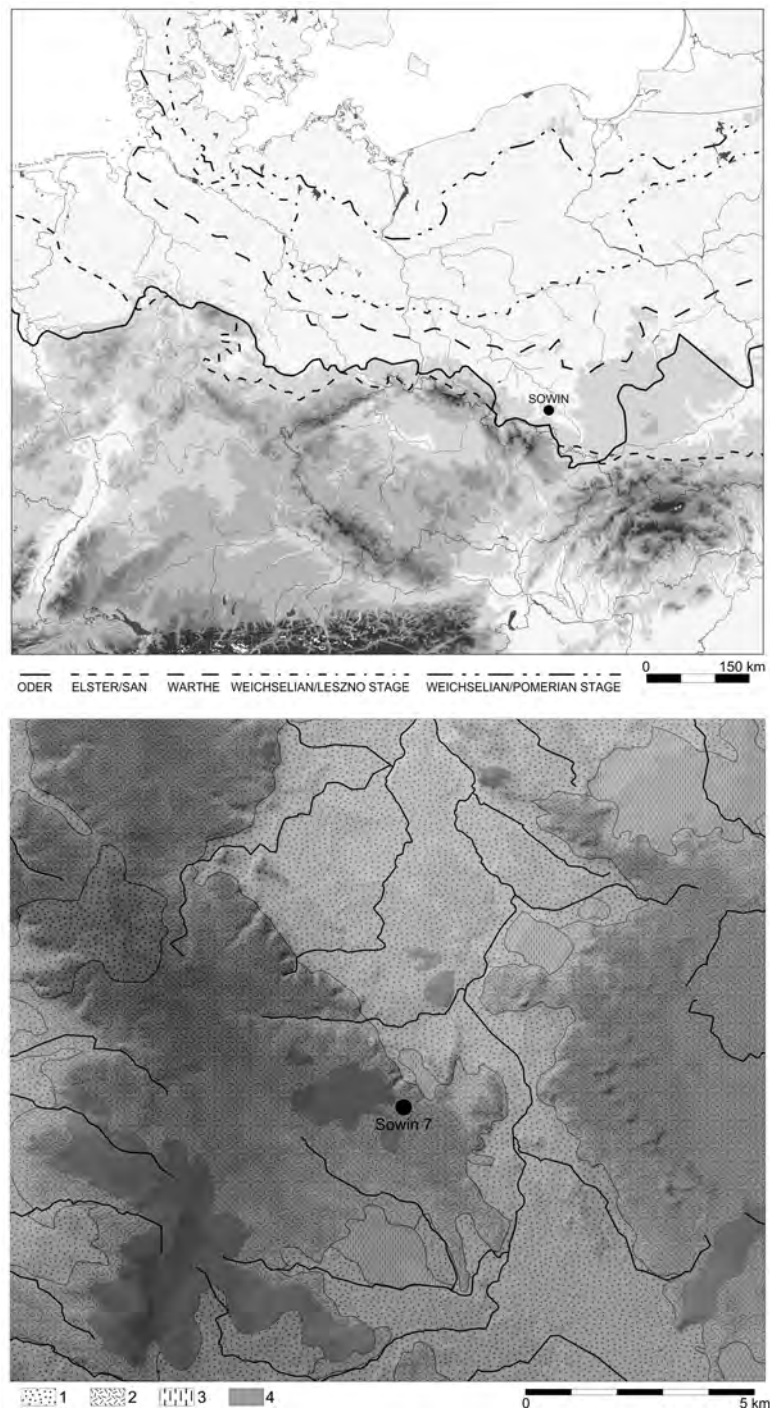 SOWIN
0 150 km
ODER ELSTER/SAN WARTHE WEICHSELIAN/LESZNO STAGE WEICHSELIAN/POMERIAN STAGE
Sowin 7
1 2 3 4 0 5 km